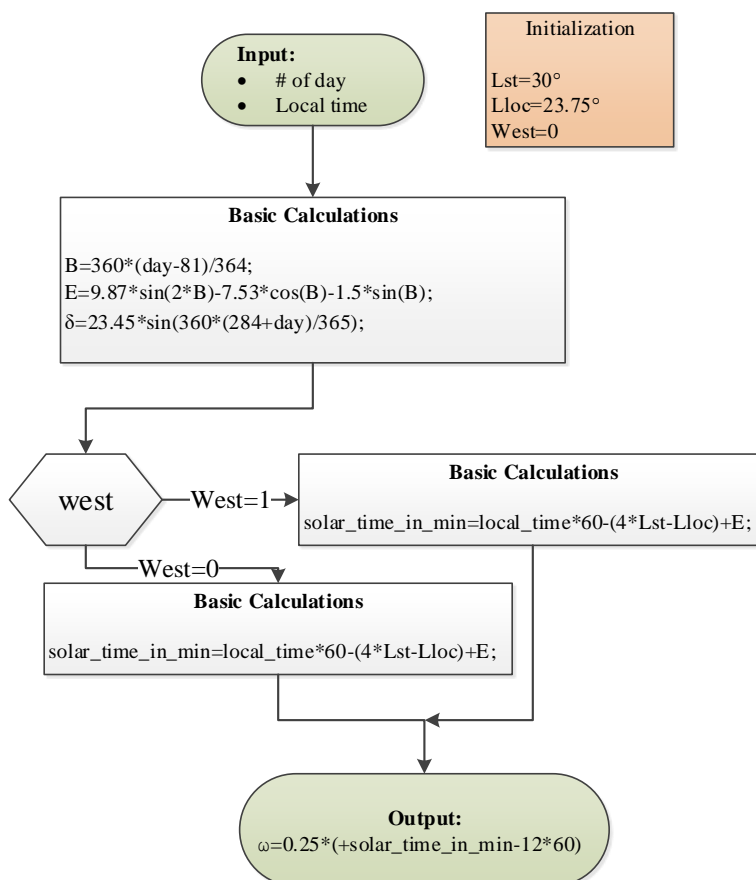 Input:
• # of day
• Local time
Initialization
Lst=30°
Lloc=23.75°
West=0
Basic Calculations
B=360*(day-81)/364;
E=9.87*sin(2*B)-7.53*cos(B)-1.5*sin(B);
δ=23.45*sin(360*(284+day)/365);
west
West=1
Basic Calculations
solar_time_in_min=local_time*60-(4*Lst-Lloc)+E;
West=0
Basic Calculations
solar_time_in_min=local_time*60-(4*Lst-Lloc)+E;
Output:
ω=0.25*(+solar_time_in_min-12*60)